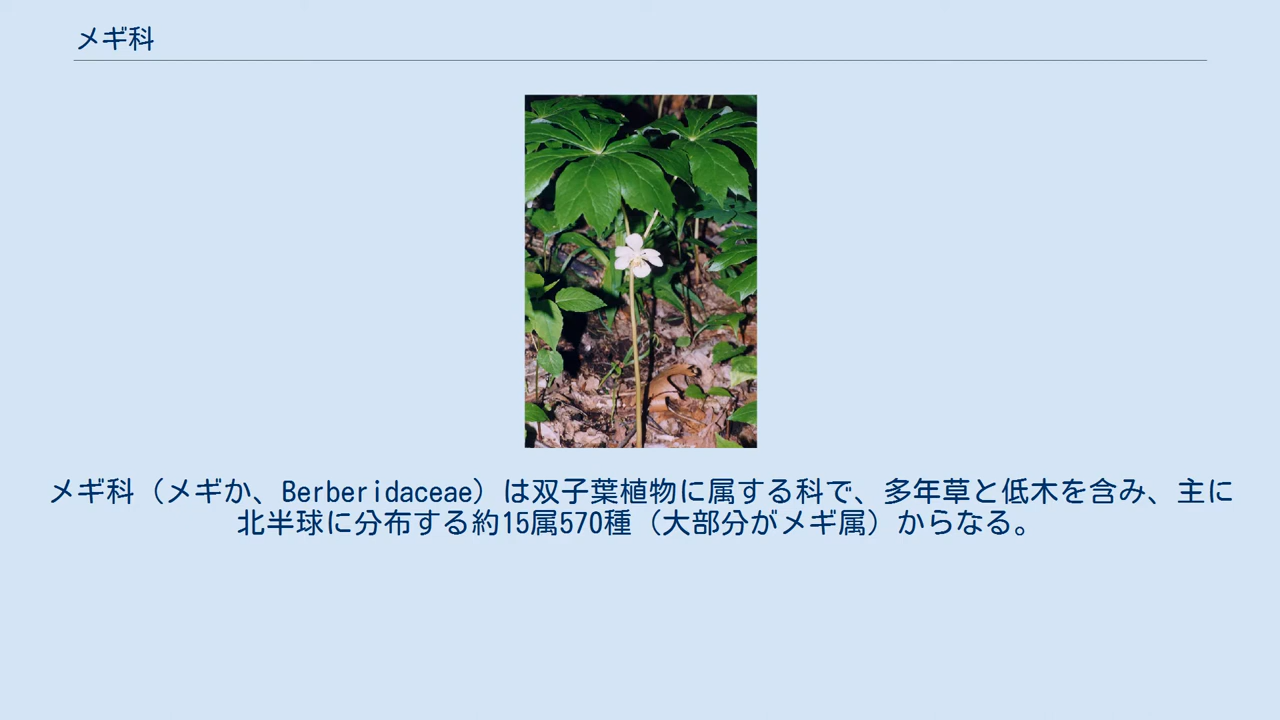 メギ科
メギ科（メギか、Berberidaceae）は双子葉植物に属する科で、多年草と低木を含み、主に
北半球に分布する約15属570種（大部分がメギ属）からなる。